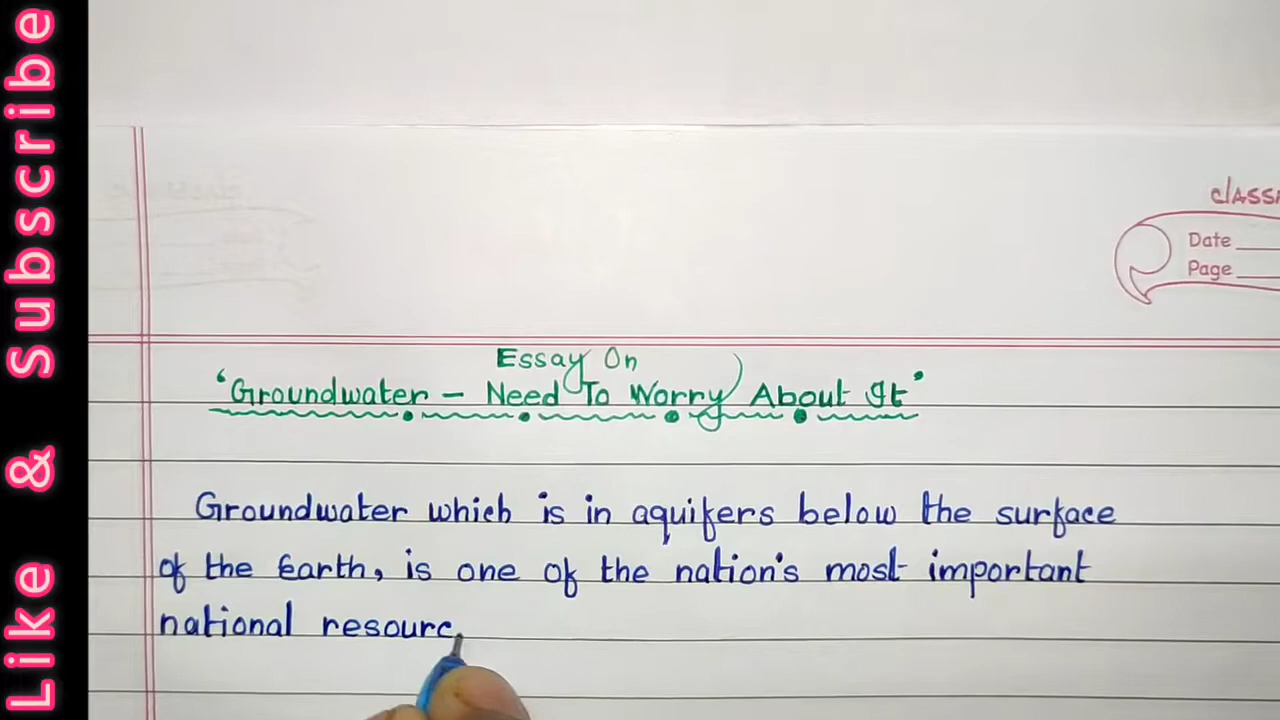 Like & Subscribe
classm
Date
Page
Essay On
'Groundwater - Need To Worry About It'
Groundwater which is in aquifers below the surface
of the Earth, is one of the nation's most important
national resourc